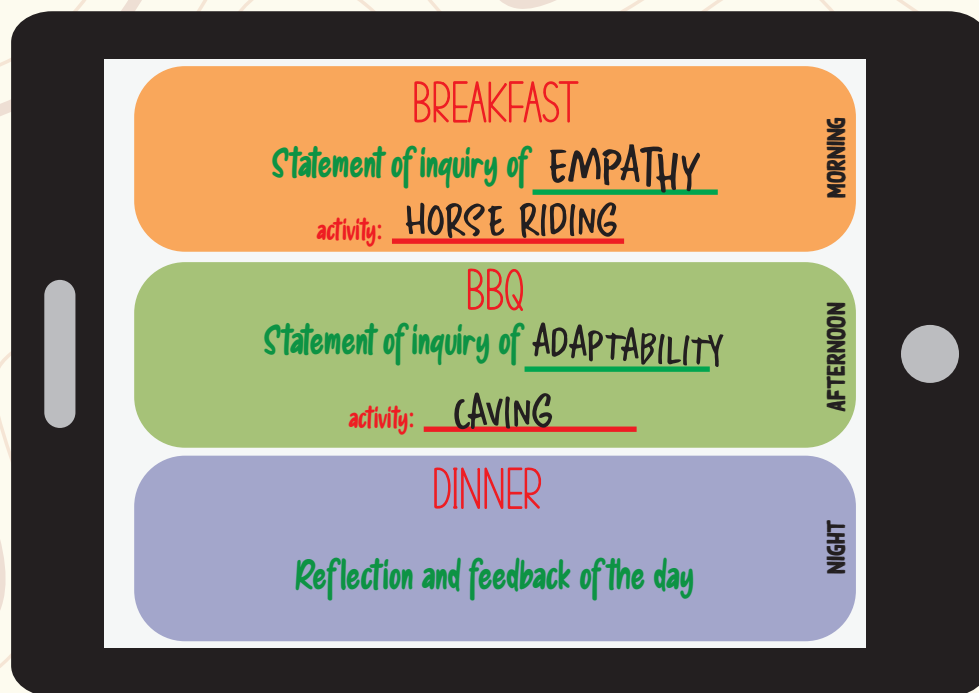 BREAKFAST
Statement of inquiry of EMPATHY
activity: HORSE RIDING
MORNING
BBQ
Statement of inquiry of ADAPTABILITY
activity: CAVING
AFTERNOON
DINNER
Reflection and feedback of the day
NIGHT